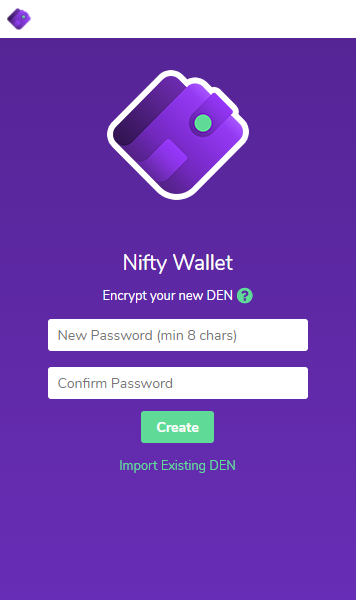 Nifty Wallet
Encrypt your new DEN ?
New Password (min 8 chars)
Confirm Password
Create
Import Existing DEN